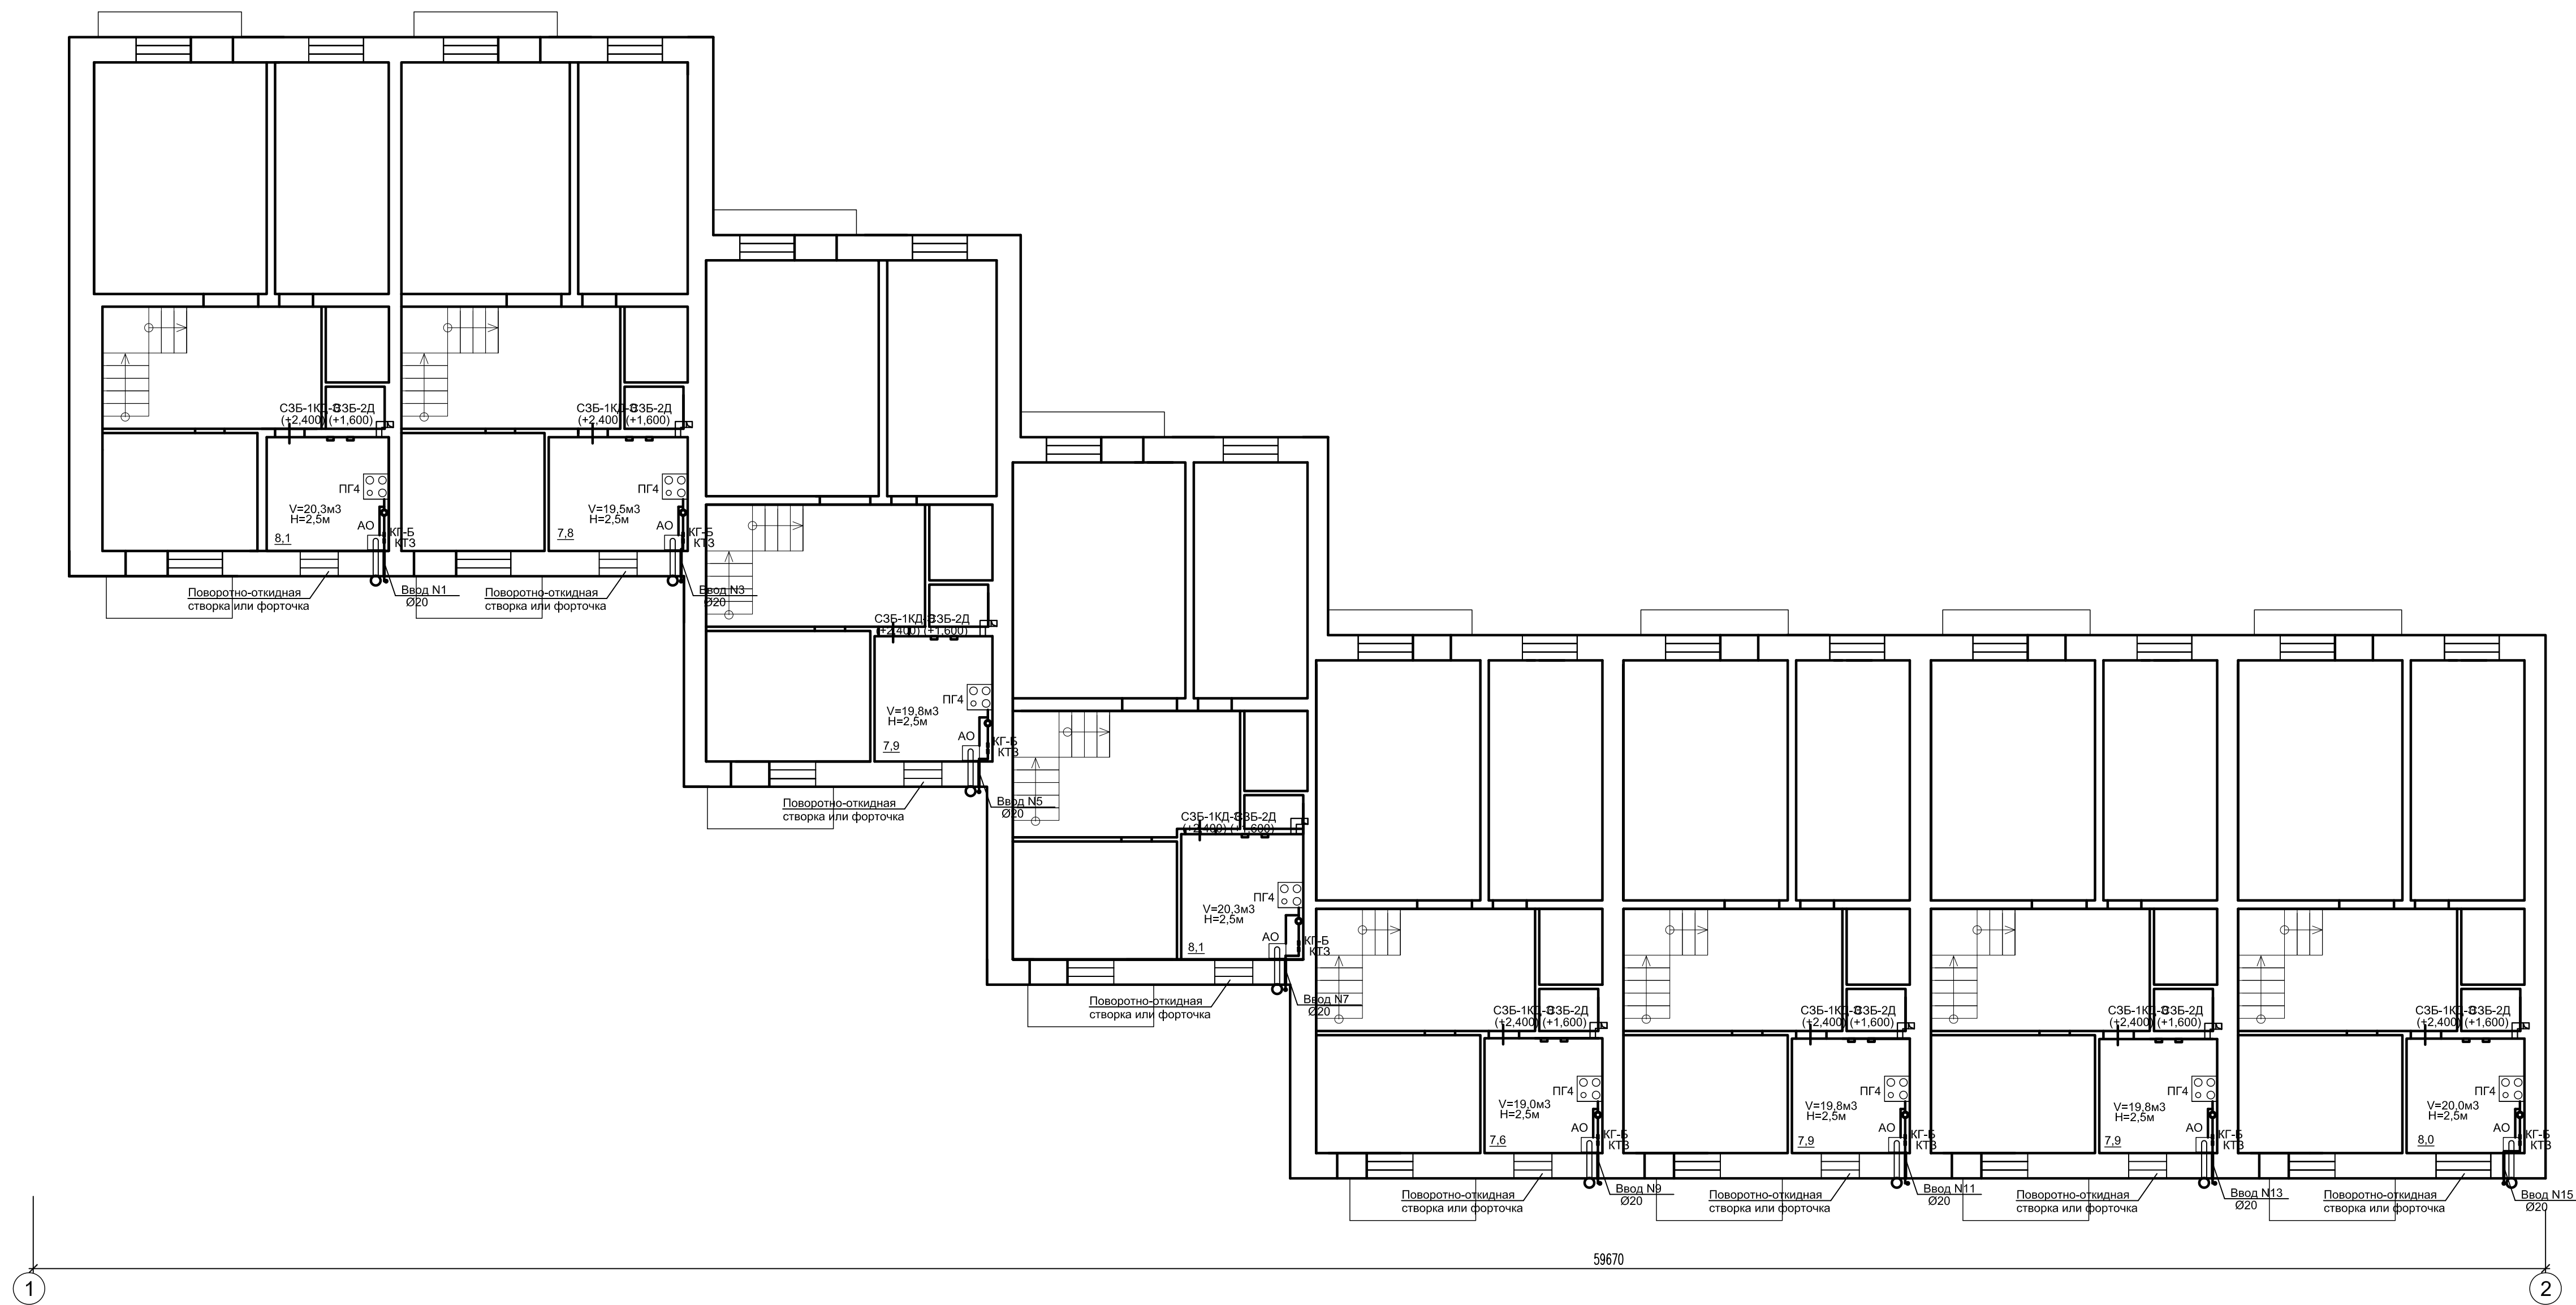 СЗБ-1КД-З
СЗБ-2Д
(+2,400)
(+1,600)
ПГ4
V=20,3м3
H=2,5м
АО
КГ-Б
КТЗ
8,1
Поворотно-откидная
створка или форточка
Ввод N1
Ø20
СЗБ-1КД-З
СЗБ-2Д
(+2,400)
(+1,600)
ПГ4
V=19,5м3
H=2,5м
АО
КГ-Б
КТЗ
7,8
Поворотно-откидная
створка или форточка
Ввод N3
Ø20
СЗБ-1КД-З
СЗБ-2Д
(+2,400)
(+1,600)
ПГ4
V=19,8м3
H=2,5м
АО
КГ-Б
КТЗ
7,9
Поворотно-откидная
створка или форточка
Ввод N5
Ø20
СЗБ-1КД-З
СЗБ-2Д
(+2,400)
(+1,600)
ПГ4
V=20,3м3
H=2,5м
АО
КГ-Б
КТЗ
8,1
Поворотно-откидная
створка или форточка
Ввод N7
Ø20
СЗБ-1КД-З
СЗБ-2Д
(+2,400)
(+1,600)
ПГ4
V=19,0м3
H=2,5м
АО
КГ-Б
КТЗ
7,6
Поворотно-откидная
створка или форточка
Ввод N9
Ø20
СЗБ-1КД-З
СЗБ-2Д
(+2,400)
(+1,600)
ПГ4
V=19,8м3
H=2,5м
АО
КГ-Б
КТЗ
7,9
Поворотно-откидная
створка или форточка
Ввод N11
Ø20
СЗБ-1КД-З
СЗБ-2Д
(+2,400)
(+1,600)
ПГ4
V=19,8м3
H=2,5м
АО
КГ-Б
КТЗ
7,9
Поворотно-откидная
створка или форточка
Ввод N13
Ø20
СЗБ-1КД-З
СЗБ-2Д
(+2,400)
(+1,600)
ПГ4
V=20,0м3
H=2,5м
АО
КГ-Б
КТЗ
8,0
Поворотно-откидная
створка или форточка
Ввод N15
Ø20
59670
1
2